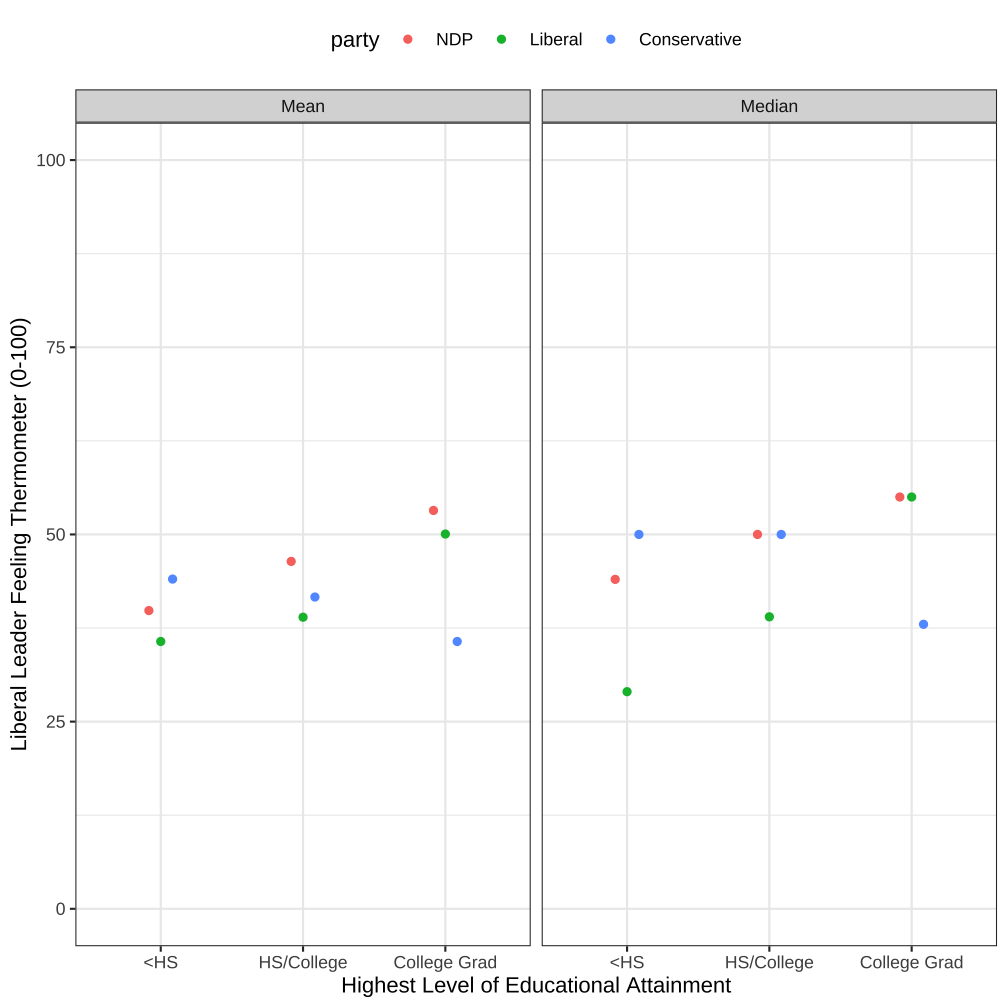 party NDP Liberal Conservative
Mean Median
Liberal Leader Feeling Thermometer (0-100)
100
75
50
25
0
<HS HS/College College Grad <HS HS/College College Grad
Highest Level of Educational Attainment